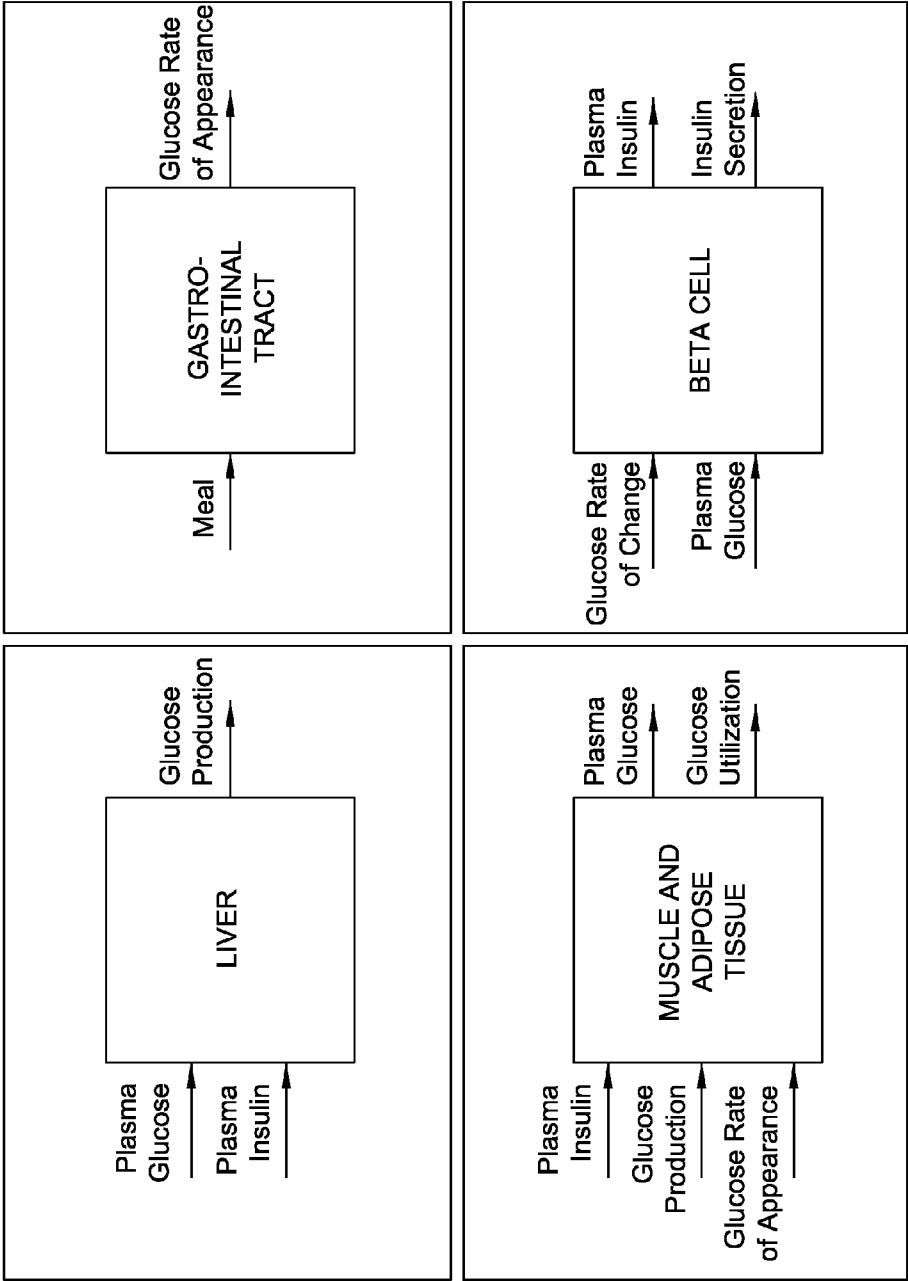 Plasma
Glucose
Plasma
Insulin
LIVER
Glucose
Production
Meal
GASTRO-
INTESTINAL
TRACT
Glucose Rate
of Appearance
Plasma
Insulin
Glucose
Production
Glucose Rate
of Appearance
MUSCLE AND
ADIPOSE
TISSUE
Plasma
Glucose
Glucose
Utilization
Glucose Rate
of Change
Plasma
Glucose
BETA CELL
Plasma
Insulin
Insulin
Secretion